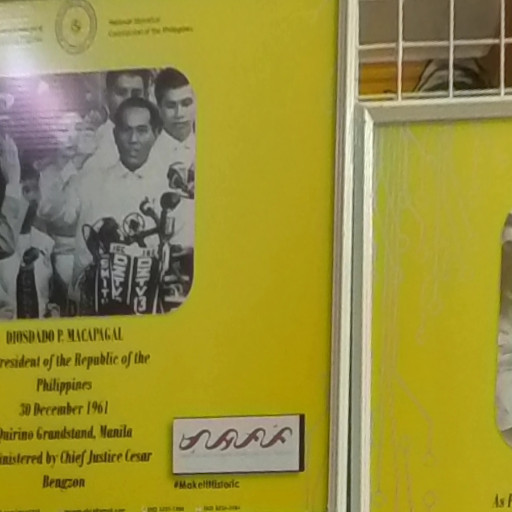 National Historical
Commission of the Philippines
DZTV
DIOSDADO P. MACAPAGAL
resident of the Republic of the
Philippines
30 December 1961
Quirino Grandstand, Manila
inistered by Chief Justice Cesar
Bengzon
#MakeItHistoric
As P